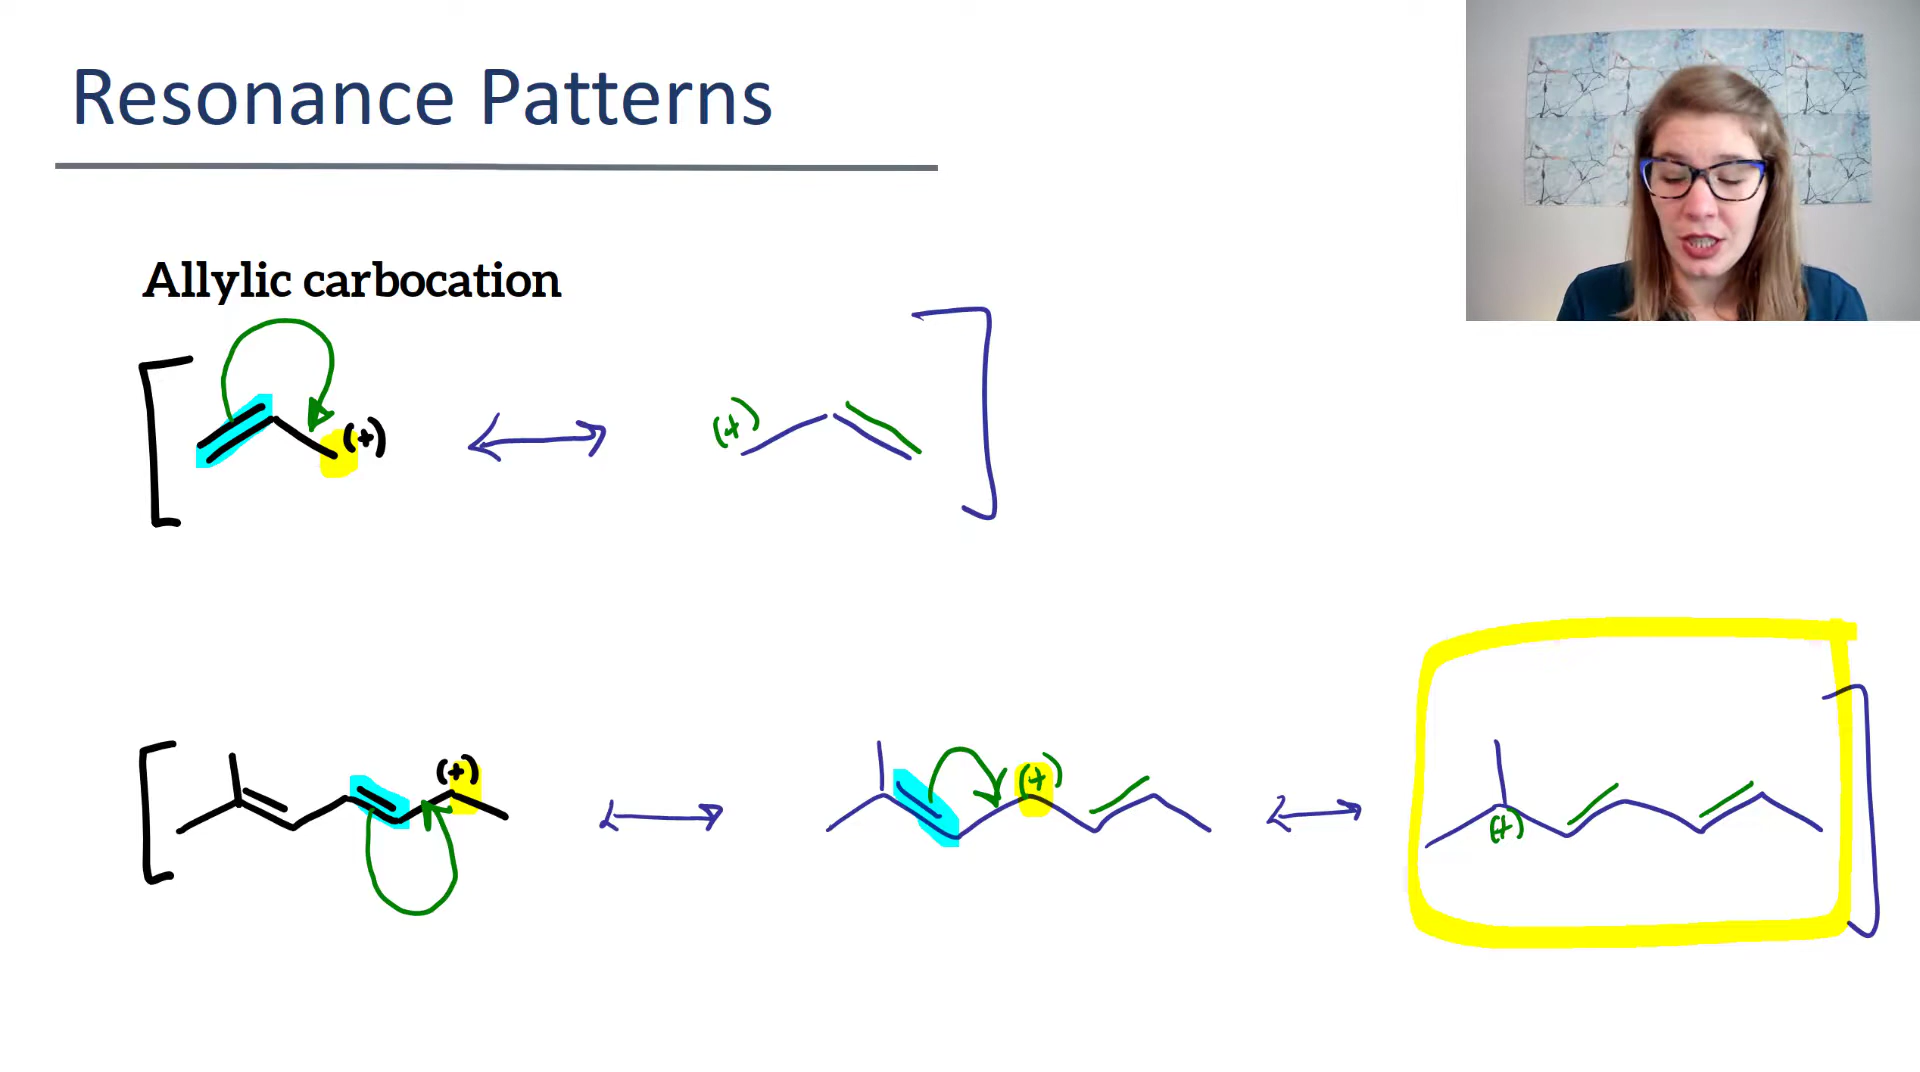 Resonance Patterns
Allylic carbocation
(+)
(+)
(+)
(+)
(+)